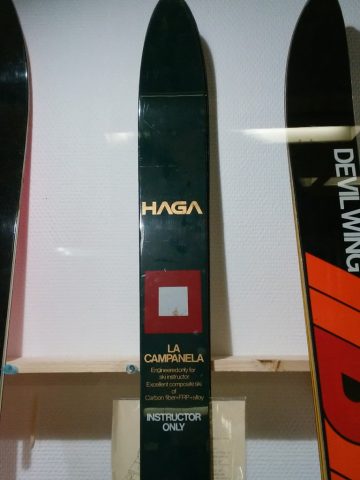 HAGA
LA
CAMPANELA
Engineered only for
ski instructor
Excellent composite ski
of
Carbon fiber+FRP+alloy
INSTRUCTOR
ONLY
DEVIL WING